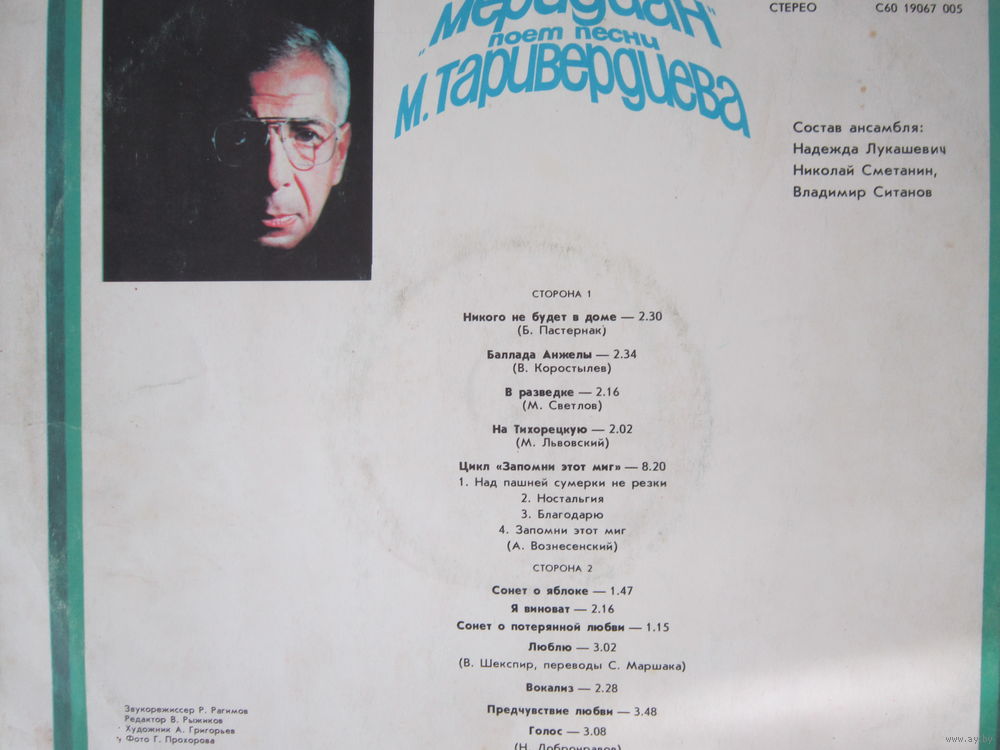 „Меридиан"
поет песни
М. Таривердиева
СТЕРЕО С60 19067 005
Состав ансамбля:
Надежда Лукашевич
Николай Сметанин,
Владимир Ситанов
СТОРОНА 1
Никого не будет в доме — 2.30
(Б. Пастернак)
Баллада Анжелы — 2.34
(В. Коростылев)
В разведке — 2.16
(М. Светлов)
На Тихорецкую — 2.02
(М. Львовский)
Цикл «Запомни этот миг» — 8.20
1. Над пашней сумерки не резки
2. Ностальгия
3. Благодарю
4. Запомни этот миг
(А. Вознесенский)
СТОРОНА 2
Сонет о яблоке — 1.47
Я виноват — 2.16
Сонет о потерянной любви — 1.15
Люблю — 3.02
(В. Шекспир, переводы С. Маршака)
Вокализ — 2.28
Предчувствие любви — 3.48
Голос — 3.08
(Н. Добронравов)
Звукорежиссер Р. Рагимов
Редактор В. Рыжиков
Художник А. Григорьев
Фото Г. Прохорова
www.ay.by